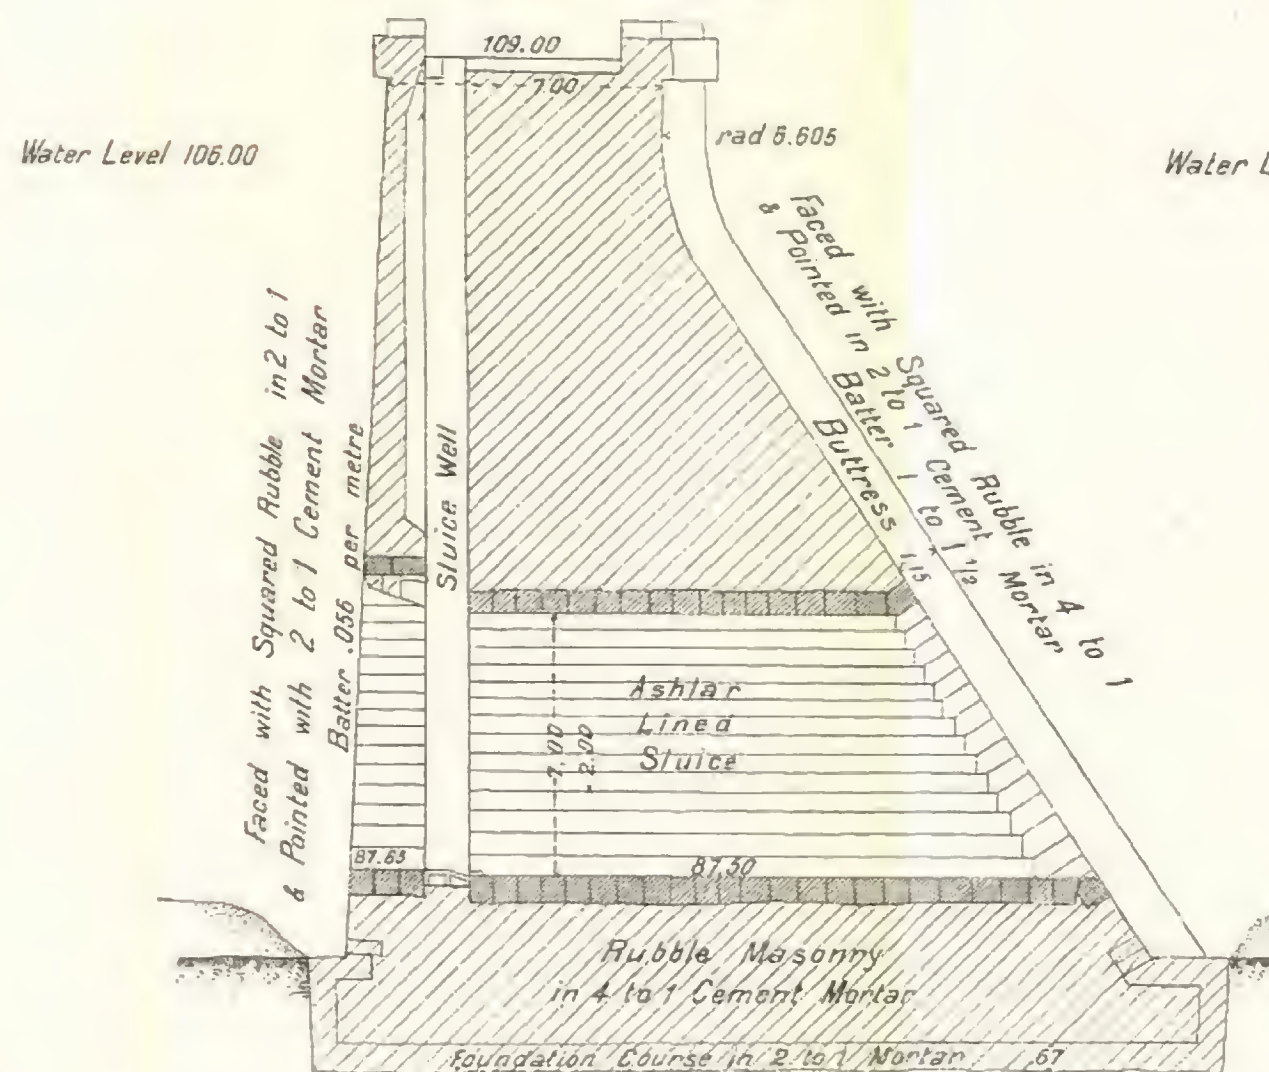 109.00
7.00
Water Level 106.00
rad 6.605
Water L
Faced with Squared Rubble in 4 to 1
& Pointed in 2 to 1 Cement Mortar
Batter 1 to 1 1/2
Buttress 1,15
Faced with Squared Rubble in 2 to 1
& Pointed with 2 to 1 Cement Mortar
Batter .056 per metre
Sluice Well
Ashlar
Lined
Sluice
7.00
2.00
87.65
87.50
Rubble Masonry
in 4 to 1 Cement Mortar
Foundation Course in 2 to 1 Mortar .67